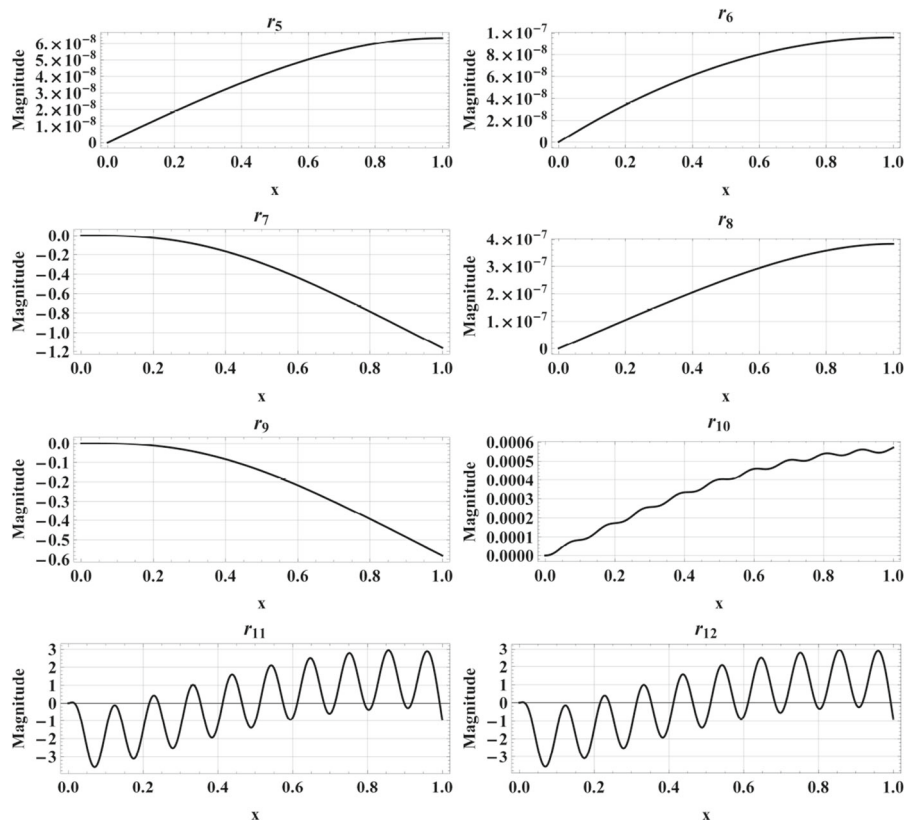 r5
Magnitude
6.×10⁻⁸
5.×10⁻⁸
4.×10⁻⁸
3.×10⁻⁸
2.×10⁻⁸
1.×10⁻⁸
0
0.0 0.2 0.4 0.6 0.8 1.0
x
r6
Magnitude
1.×10⁻⁷
8.×10⁻⁸
6.×10⁻⁸
4.×10⁻⁸
2.×10⁻⁸
0
0.0 0.2 0.4 0.6 0.8 1.0
x
r7
Magnitude
0.0
−0.2
−0.4
−0.6
−0.8
−1.0
−1.2
0.0 0.2 0.4 0.6 0.8 1.0
x
r8
Magnitude
4.×10⁻⁷
3.×10⁻⁷
2.×10⁻⁷
1.×10⁻⁷
0
0.0 0.2 0.4 0.6 0.8 1.0
x
r9
Magnitude
0.0
−0.1
−0.2
−0.3
−0.4
−0.5
−0.6
0.0 0.2 0.4 0.6 0.8 1.0
x
r10
Magnitude
0.0006
0.0005
0.0004
0.0003
0.0002
0.0001
0.0000
0.0 0.2 0.4 0.6 0.8 1.0
x
r11
Magnitude
3
2
1
0
−1
−2
−3
0.0 0.2 0.4 0.6 0.8 1.0
x
r12
Magnitude
3
2
1
0
−1
−2
−3
0.0 0.2 0.4 0.6 0.8 1.0
x